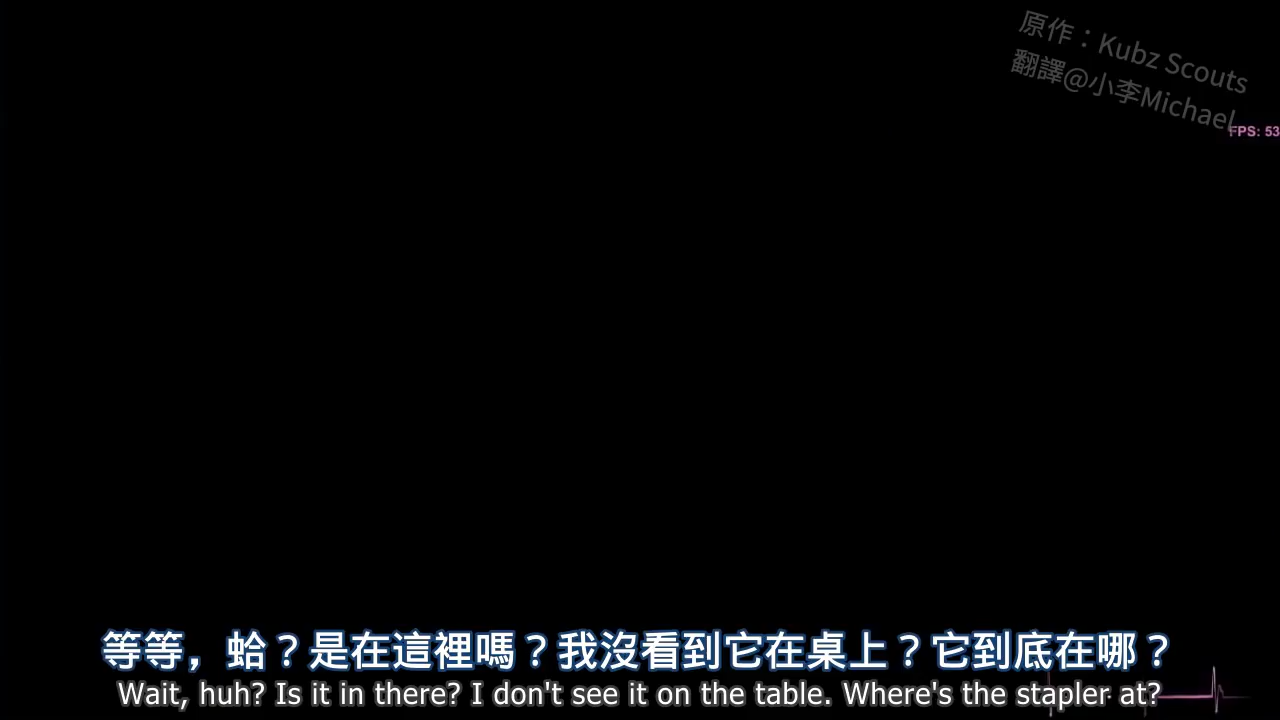 原作：Kubz Scouts
翻譯@小李Michael
FPS: 53
等等，蛤？是在這裡嗎？我沒看到它在桌上？它到底在哪？
Wait, huh? Is it in there? I don't see it on the table. Where's the stapler at?